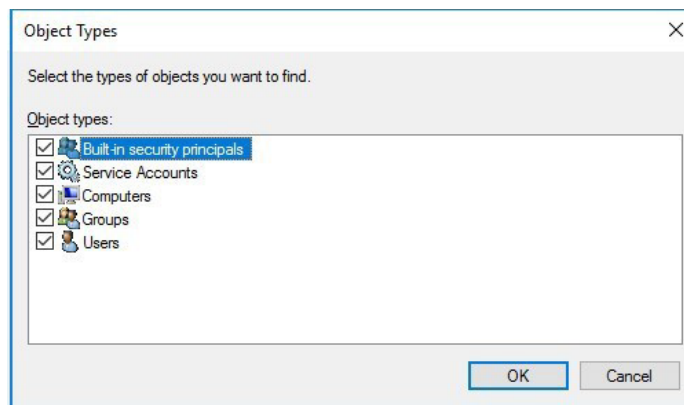 Object Types
Select the types of objects you want to find.
Object types:
Built-in security principals
Service Accounts
Computers
Groups
Users
OK Cancel